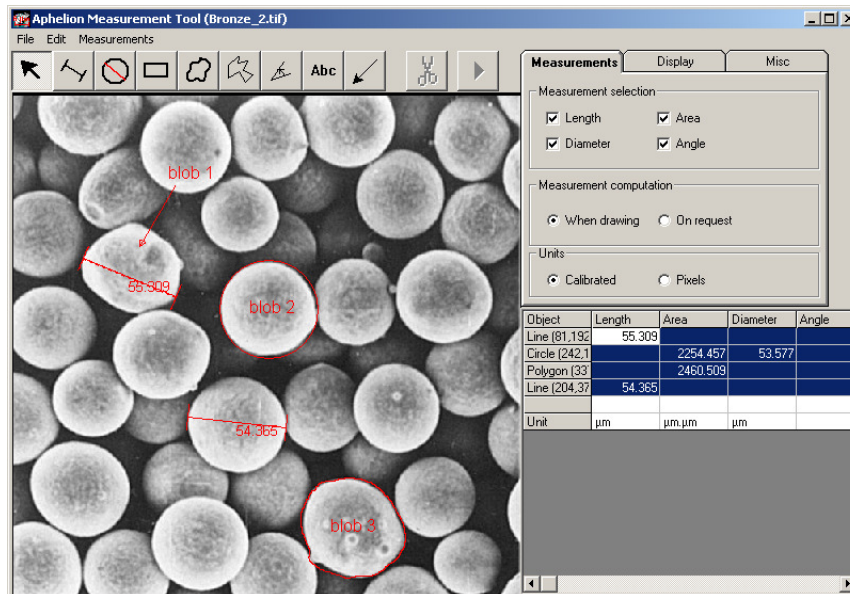 Aphelion Measurement Tool (Bronze_2.tif)
File Edit Measurements
Abc
Measurements Display Misc
Measurement selection
Length Area
Diameter Angle
Measurement computation
When drawing On request
Units
Calibrated Pixels
blob 1
55.309
blob 2
54.365
blob 3
Object Length Area Diameter Angle
Line (81,192 55.309
Circle (242,1 2254.457 53.577
Polygon (33 2460.509
Line (204,37 54.365
Unit µm µm.µm µm